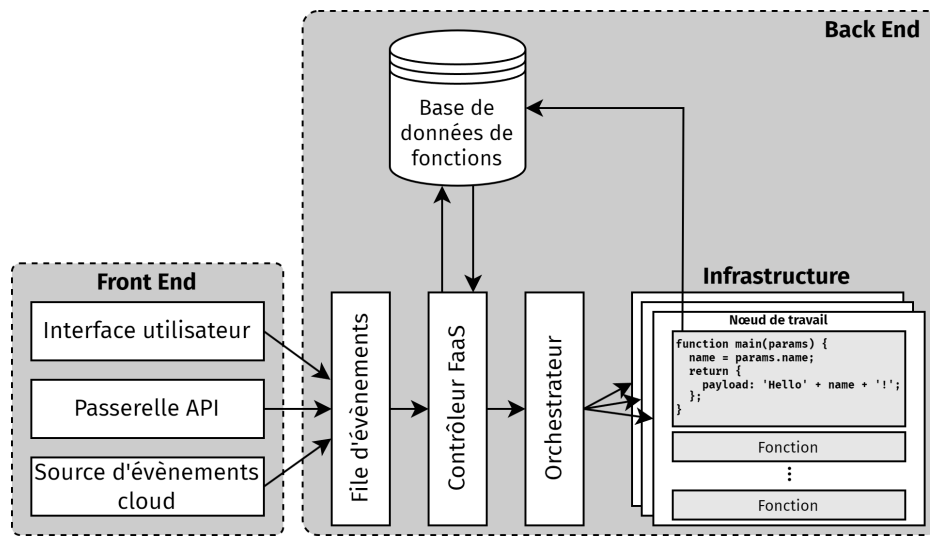 Back End
Base de
données de
fonctions
Front End
Interface utilisateur
Passerelle API
Source d'évènements
cloud
File d'évènements
Contrôleur FaaS
Orchestrateur
Infrastructure
Nœud de travail
function main(params) {
  name = params.name;
  return {
    payload: 'Hello' + name + '!';
  };
}
Fonction
⋮
Fonction